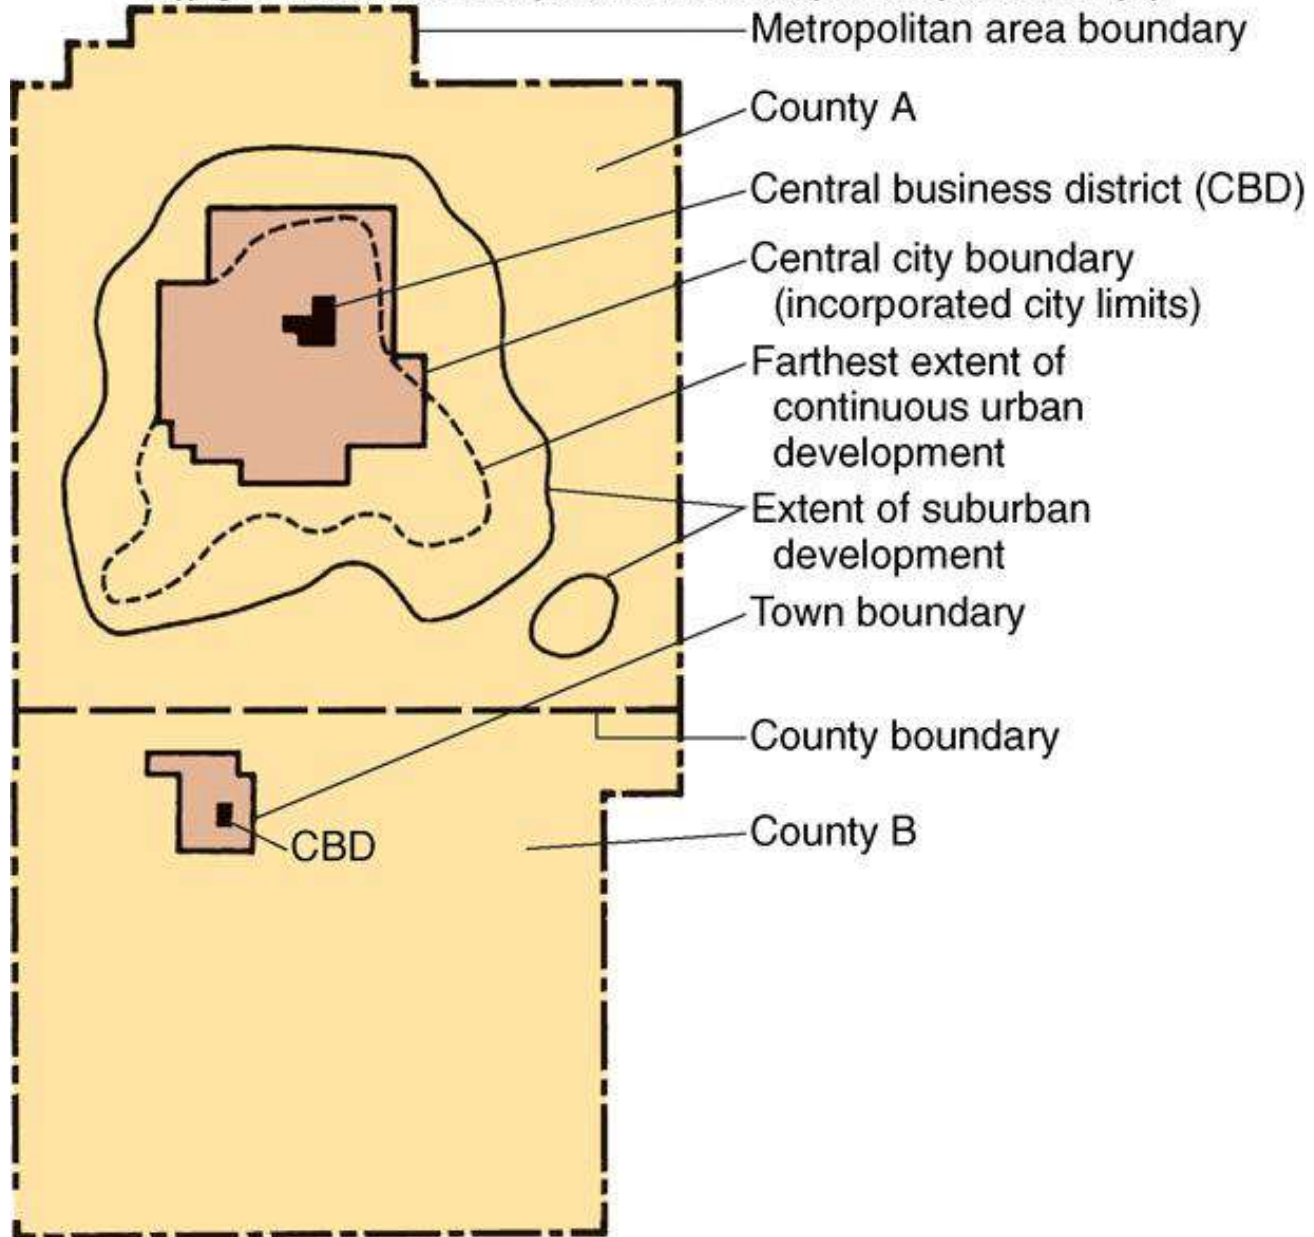 Metropolitan area boundary
County A
Central business district (CBD)
Central city boundary
(incorporated city limits)
Farthest extent of
continuous urban
development
Extent of suburban
development
Town boundary
County boundary
County B
CBD